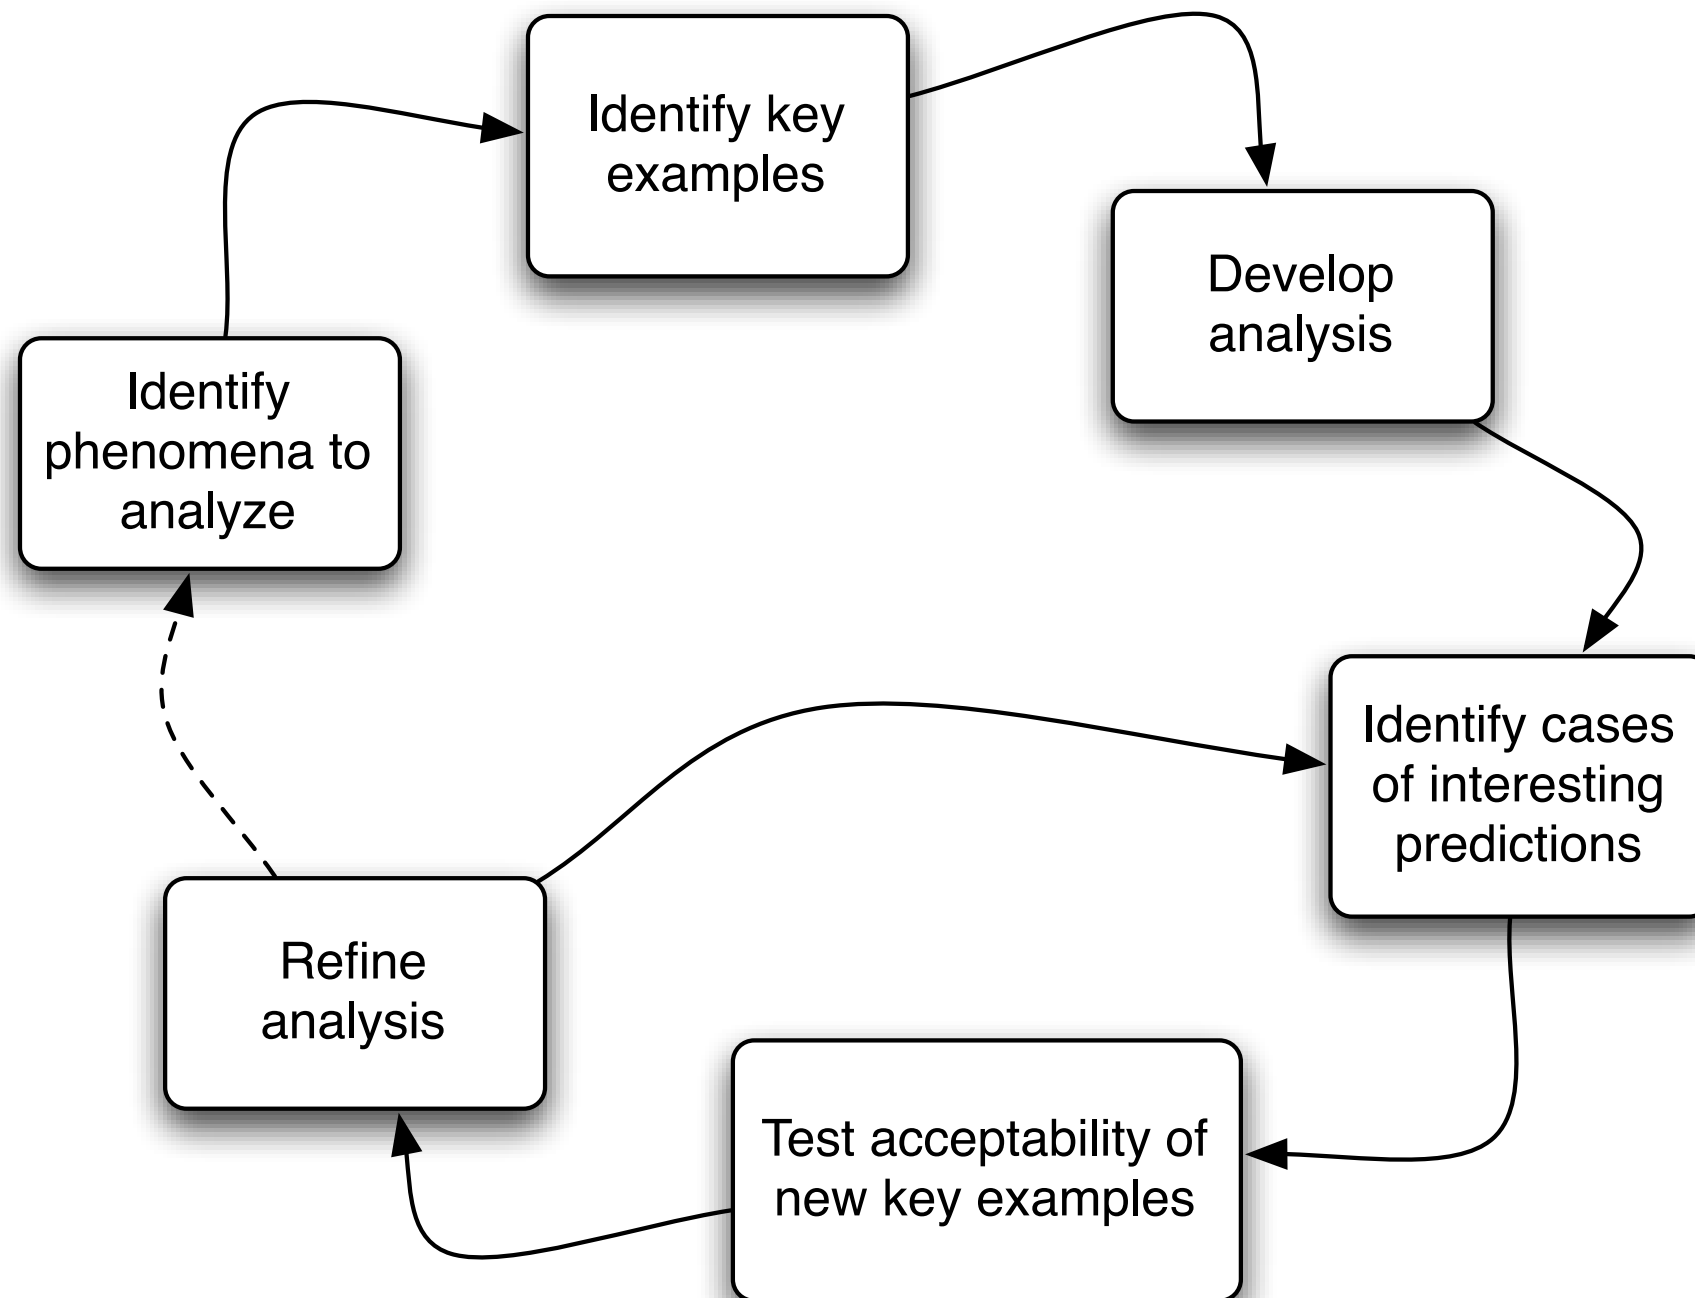 Identify key
examples
Develop
analysis
Identify
phenomena to
analyze
Identify cases
of interesting
predictions
Refine
analysis
Test acceptability of
new key examples